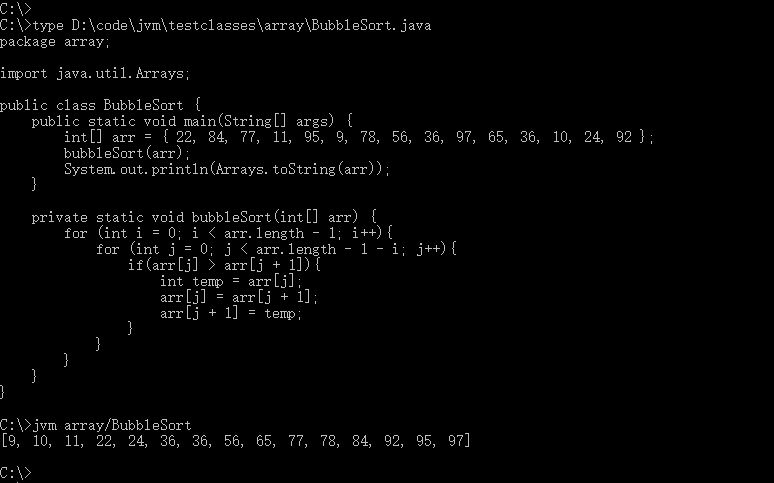 C:\>
C:\>type D:\code\jvm\testclasses\array\BubbleSort.java
package array;

import java.util.Arrays;

public class BubbleSort {
    public static void main(String[] args) {
        int[] arr = { 22, 84, 77, 11, 95, 9, 78, 56, 36, 97, 65, 36, 10, 24, 92 };
        bubbleSort(arr);
        System.out.println(Arrays.toString(arr));
    }

    private static void bubbleSort(int[] arr) {
        for (int i = 0; i < arr.length - 1; i++){
            for (int j = 0; j < arr.length - 1 - i; j++){
                if(arr[j] > arr[j + 1]){
                    int temp = arr[j];
                    arr[j] = arr[j + 1];
                    arr[j + 1] = temp;
                }
            }
        }
    }
}

C:\>jvm array/BubbleSort
[9, 10, 11, 22, 24, 36, 36, 56, 65, 77, 78, 84, 92, 95, 97]

C:\>